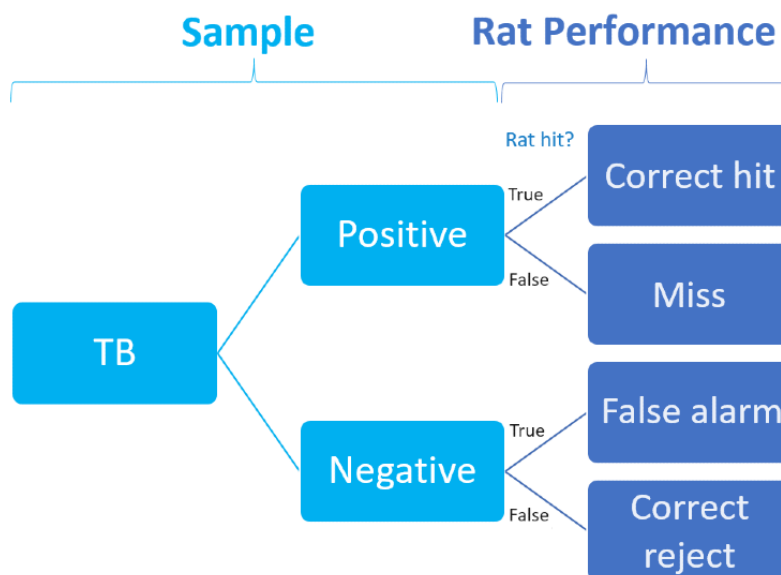 Sample
Rat Performance
Rat hit?
True
Correct hit
Positive
False
Miss
TB
True
False alarm
Negative
False
Correct
reject